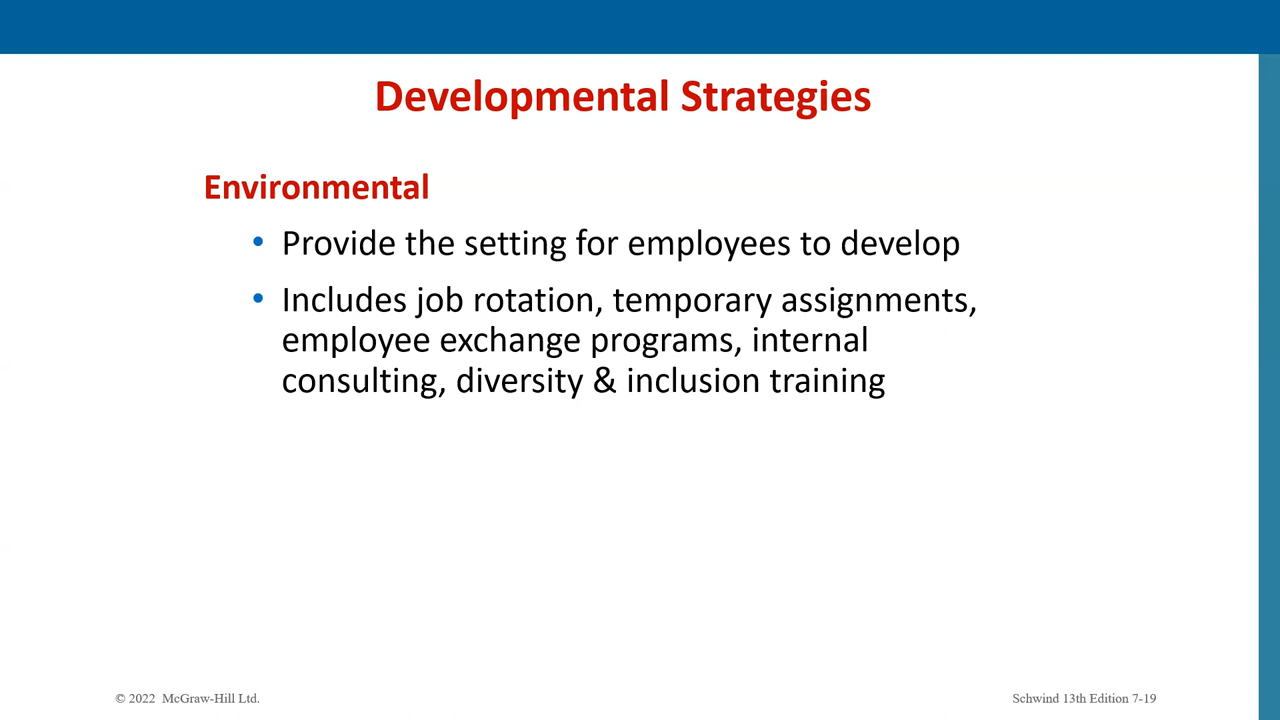 Developmental Strategies
Environmental
• Provide the setting for employees to develop
• Includes job rotation, temporary assignments,
employee exchange programs, internal
consulting, diversity & inclusion training
© 2022 McGraw-Hill Ltd.
Schwind 13th Edition 7-19